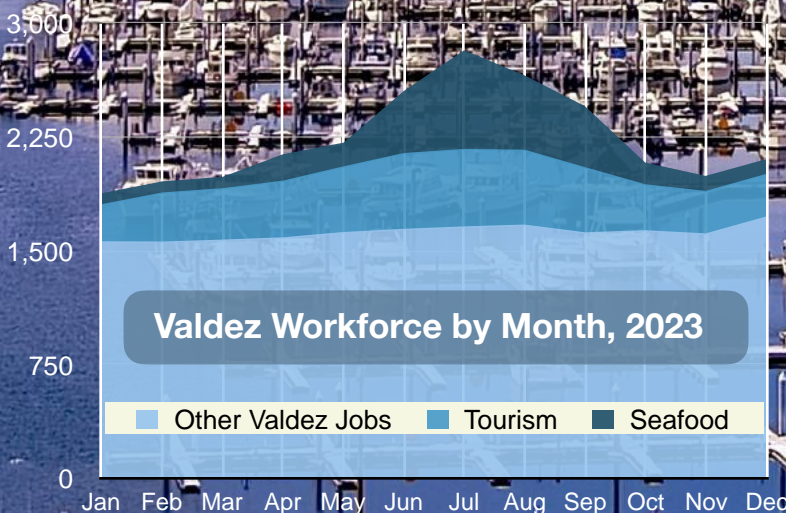 3,000
2,250
1,500
750
0
Valdez Workforce by Month, 2023
Other Valdez Jobs Tourism Seafood
Jan Feb Mar Apr May Jun Jul Aug Sep Oct Nov Dec